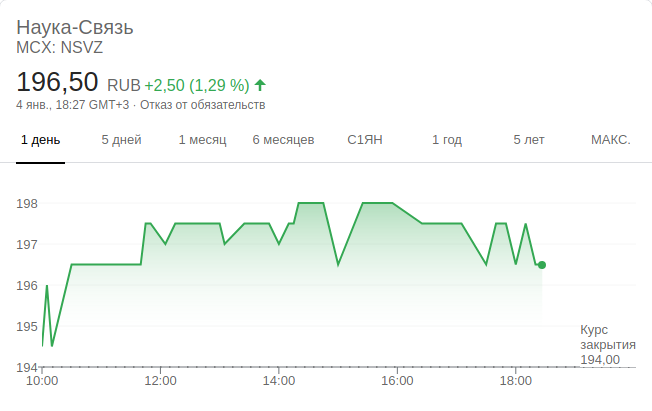 Наука-Связь
MCX: NSVZ
196,50 RUB +2,50 (1,29 %)
4 янв., 18:27 GMT+3 · Отказ от обязательств
1 день 5 дней 1 месяц 6 месяцев С1ЯН 1 год 5 лет МАКС.
198
197
196
195
194
Курс
закрытия
194,00
10:00 12:00 14:00 16:00 18:00